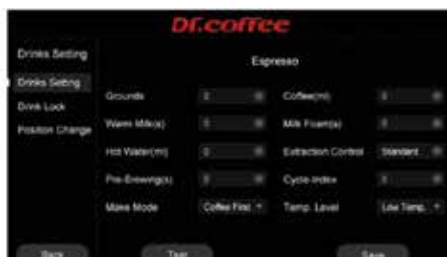 Dr.coffee
Drinks Setting
Espresso
Drinks Setting
Drink Lock
Position Change
Grounds
Coffee(ml)
Warm Milk(s)
Milk Foam(s)
Hot Water(ml)
Extraction Control Standard
Pre-Brewing(s)
Cycle-Index
Make Mode Coffee First
Temp. Level Low Temp.
Back
Save